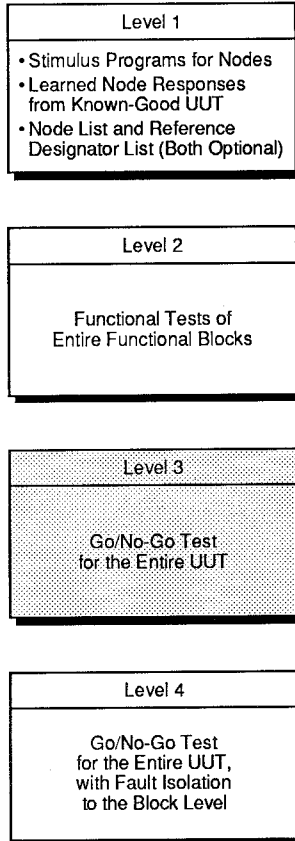 Level 1
• Stimulus Programs for Nodes
• Learned Node Responses
from Known-Good UUT
• Node List and Reference
Designator List (Both Optional)
Level 2
Functional Tests of
Entire Functional Blocks
Level 3
Go/No-Go Test
for the Entire UUT
Level 4
Go/No-Go Test
for the Entire UUT,
with Fault Isolation
to the Block Level